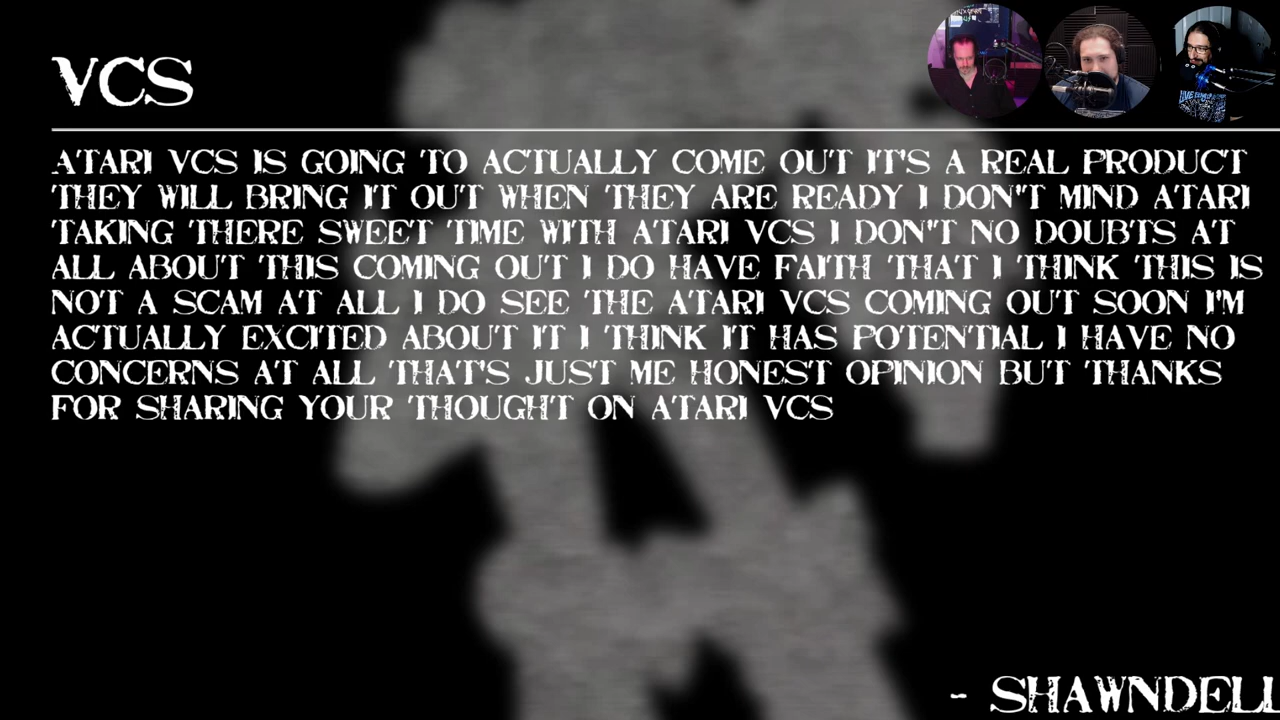 VCS
ATARI VCS IS GOING TO ACTUALLY COME OUT IT'S A REAL PRODUCT
THEY WILL BRING IT OUT WHEN THEY ARE READY I DON"T MIND ATARI
TAKING THERE SWEET TIME WITH ATARI VCS I DON"T NO DOUBTS AT
ALL ABOUT THIS COMING OUT I DO HAVE FAITH THAT I THINK THIS IS
NOT A SCAM AT ALL I DO SEE THE ATARI VCS COMING OUT SOON I'M
ACTUALLY EXCITED ABOUT IT I THINK IT HAS POTENTIAL I HAVE NO
CONCERNS AT ALL THAT'S JUST ME HONEST OPINION BUT THANKS
FOR SHARING YOUR THOUGHT ON ATARI VCS
- SHAWNDELL